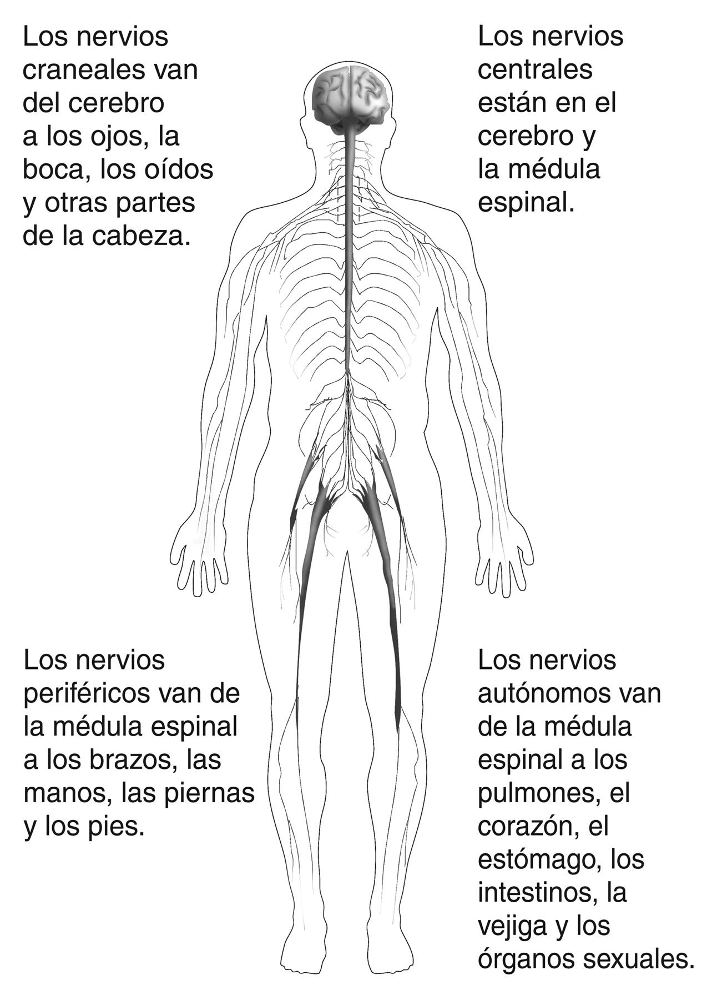 Los nervios
craneales van
del cerebro
a los ojos, la
boca, los oídos
y otras partes
de la cabeza.
Los nervios
centrales
están en el
cerebro y
la médula
espinal.
Los nervios
periféricos van de
la médula espinal
a los brazos, las
manos, las piernas
y los pies.
Los nervios
autónomos van
de la médula
espinal a los
pulmones, el
corazón, el
estómago, los
intestinos, la
vejiga y los
órganos sexuales.